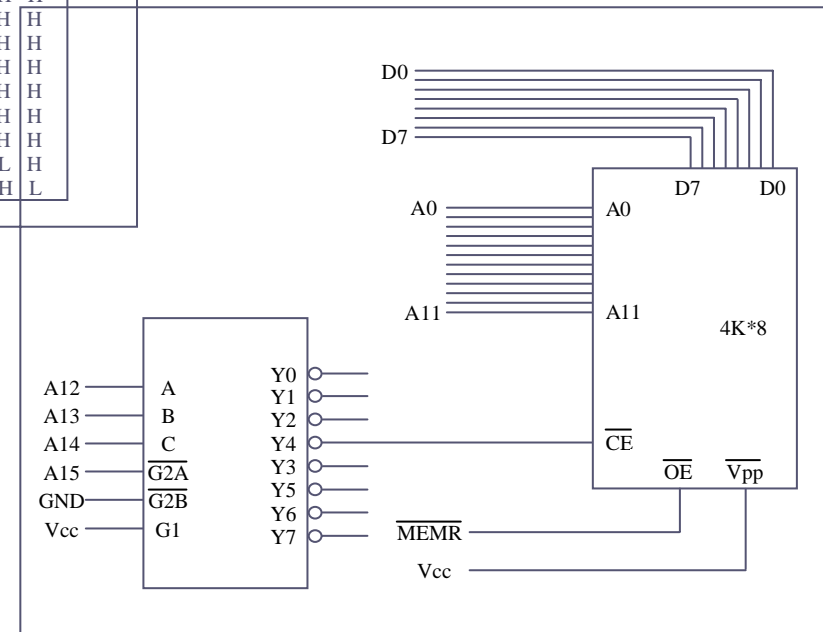 H H
H H
H H
H H
H H
H H
L H
H L
D0
D7
D7 D0
A0 A0
A11 A11
4K*8
A12 A Y0
Y1
A13 B Y2
A14 C Y4 CE
Y3
A15 G2A OE Vpp
Y5
GND G2B
Y6
Vcc G1 Y7 MEMR
Vcc